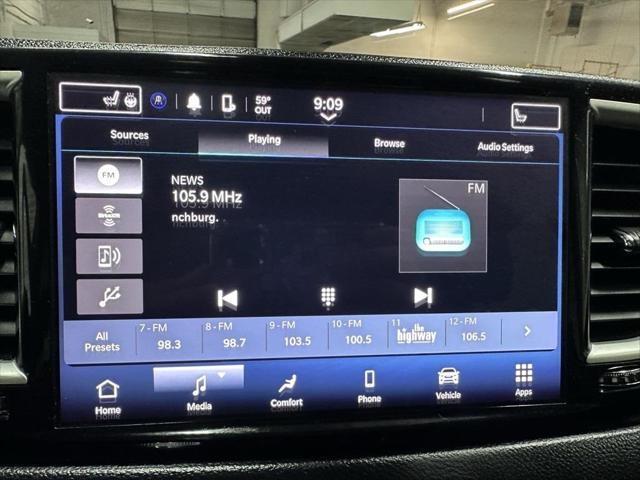 59°
OUT
9:09
Sources
Playing
Browse
Audio Settings
FM
NEWS
105.9 MHz
nchburg.
FM
SiriusXM
All
Presets
7 - FM
98.3
8 - FM
98.7
9 - FM
103.5
10 - FM
100.5
11
the
highway
12 - FM
106.5
Home
Media
Comfort
Phone
Vehicle
Apps